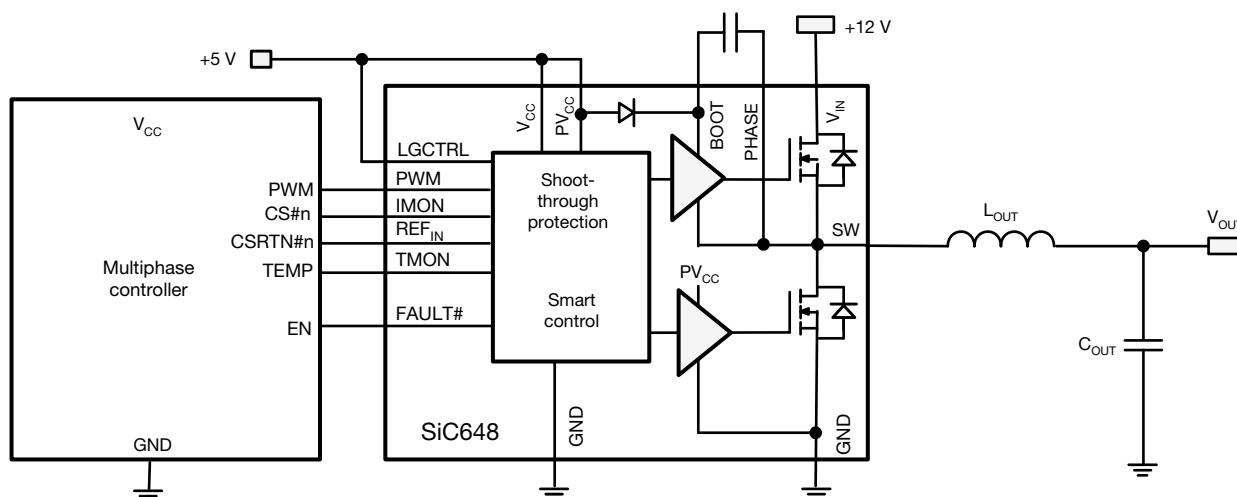 +12 V
+5 V
V_CC
V_CC
PV_CC
BOOT
PHASE
V_IN
LGCTRL
PWM
PWM
CS#n
IMON
CSRTN#n
REF_IN
TEMP
TMON
EN
FAULT#
Multiphase
controller
Shoot-
through
protection
Smart
control
PV_CC
SW
L_OUT
V_OUT
C_OUT
GND
SiC648
GND
GND